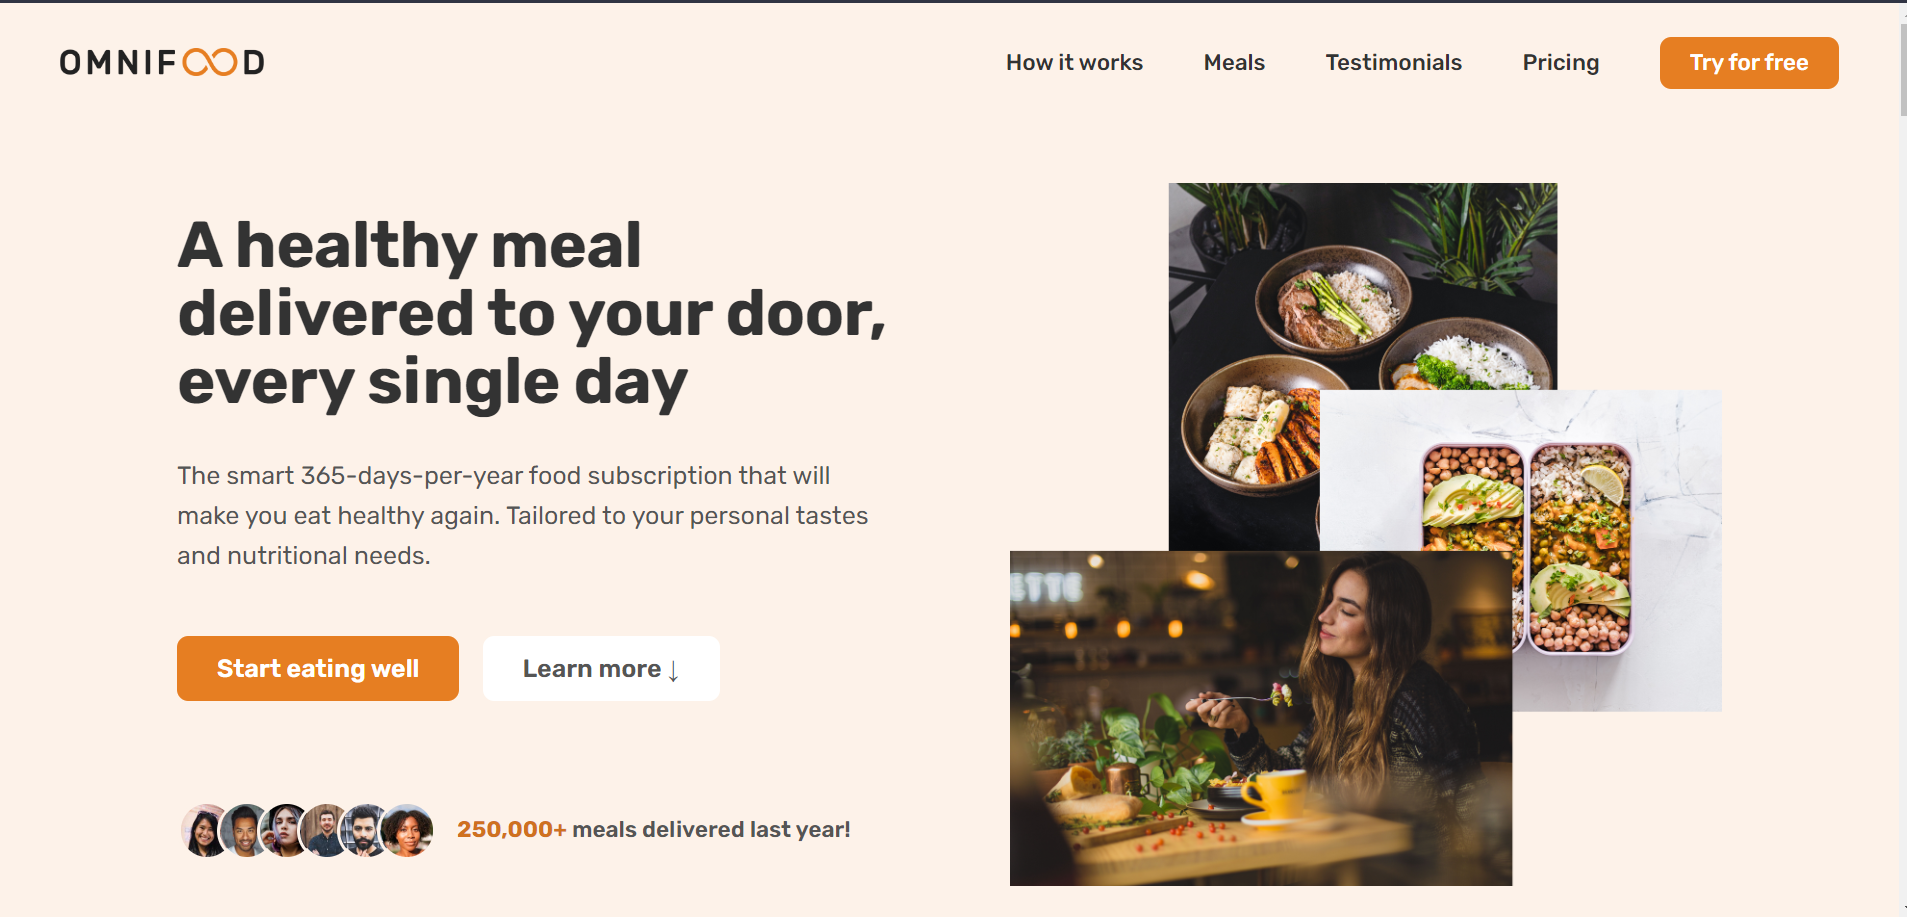 OMNIFOOD
How it works
Meals
Testimonials
Pricing
Try for free
A healthy meal
delivered to your door,
every single day
The smart 365-days-per-year food subscription that will
make you eat healthy again. Tailored to your personal tastes
and nutritional needs.
Start eating well
Learn more ↓
250,000+ meals delivered last year!
ETTE